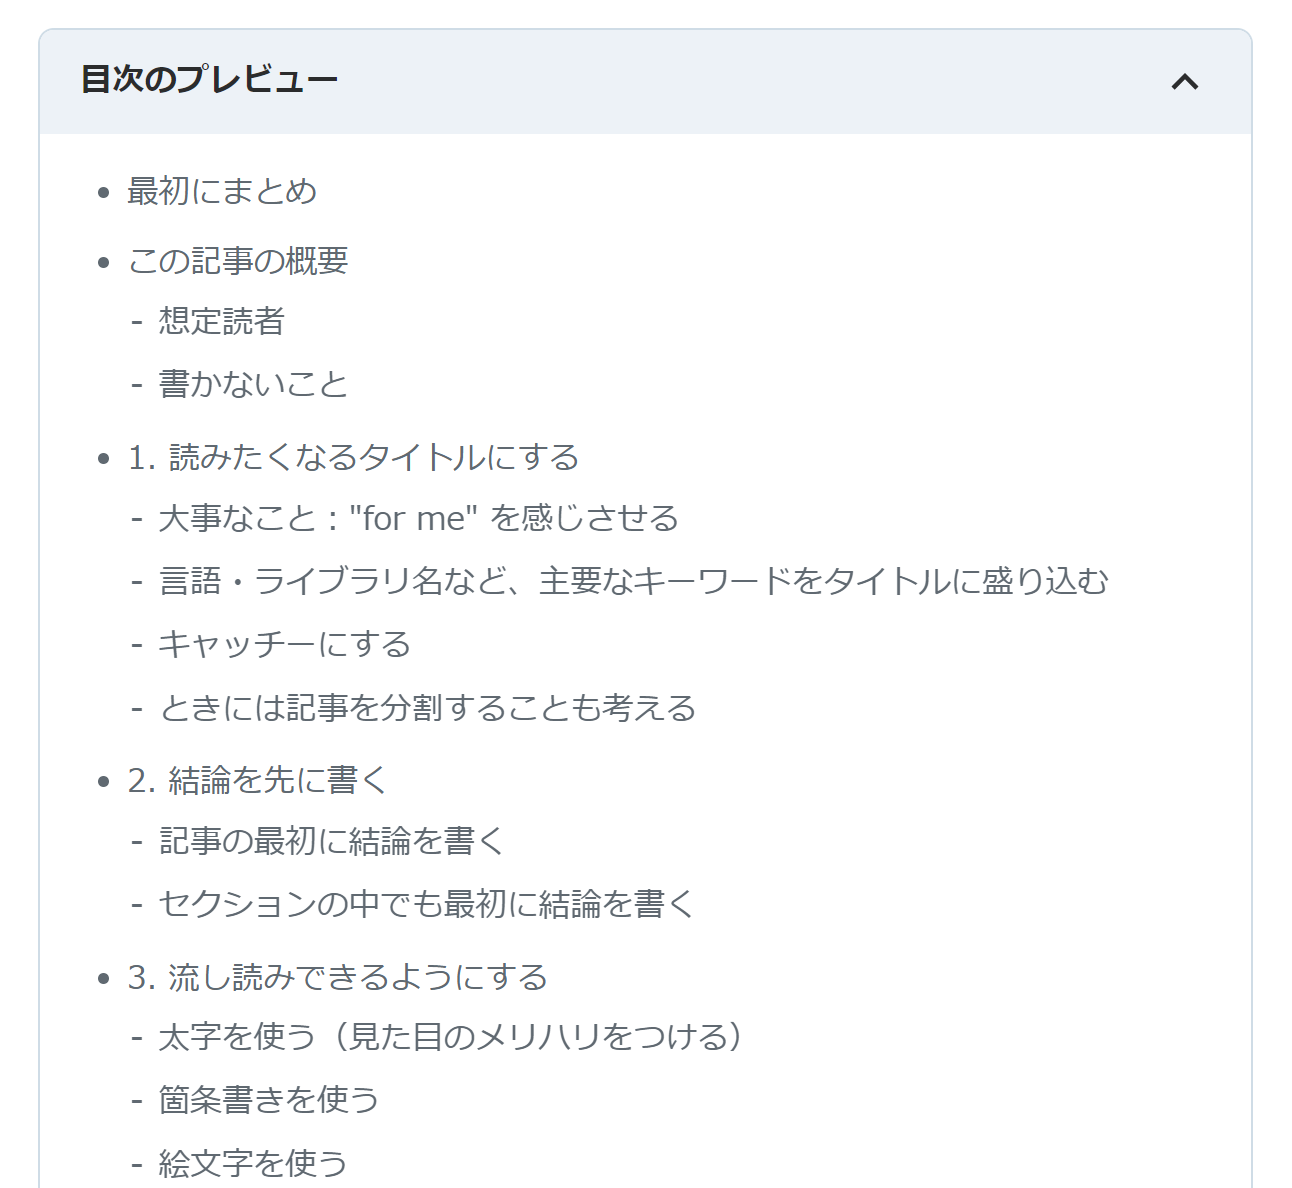 目次のプレビュー
• 最初にまとめ
• この記事の概要
- 想定読者
- 書かないこと
• 1. 読みたくなるタイトルにする
- 大事なこと："for me" を感じさせる
- 言語・ライブラリ名など、主要なキーワードをタイトルに盛り込む
- キャッチーにする
- ときには記事を分割することも考える
• 2. 結論を先に書く
- 記事の最初に結論を書く
- セクションの中でも最初に結論を書く
• 3. 流し読みできるようにする
- 太字を使う（見た目のメリハリをつける）
- 箇条書きを使う
- 絵文字を使う